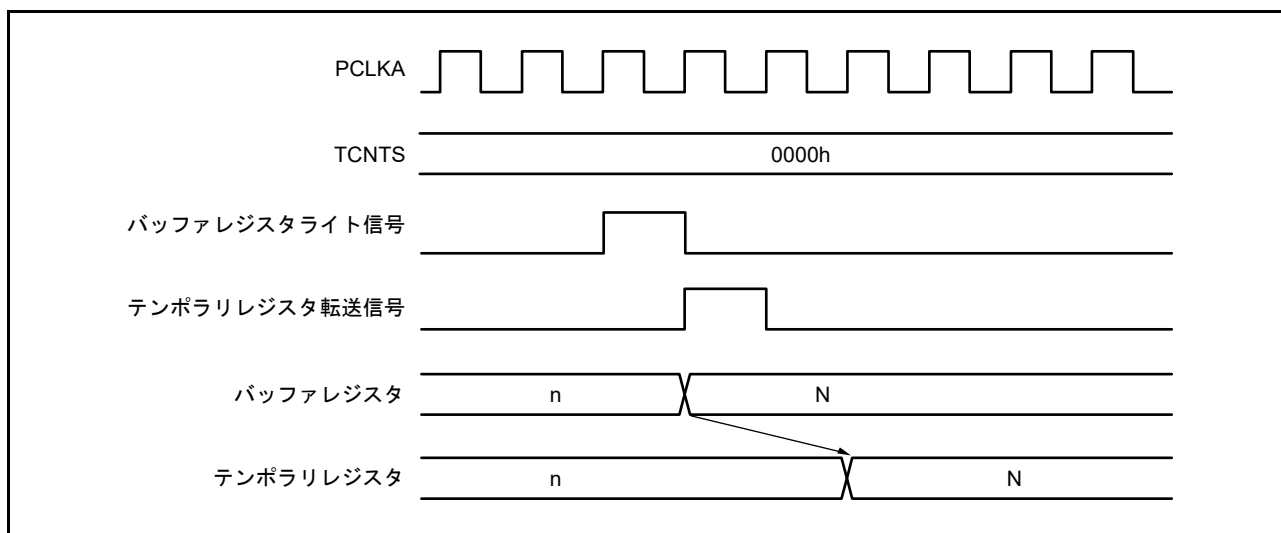 PCLKA
TCNTS
0000h
バッファレジスタライト信号
テンポラリレジスタ転送信号
バッファレジスタ
n
N
テンポラリレジスタ
n
N